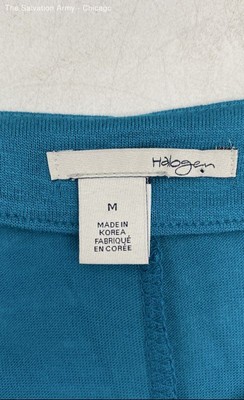 The Salvation Army - Chicago
Halogen
M
MADE IN
KOREA
FABRIQUÉ
EN CORÉE